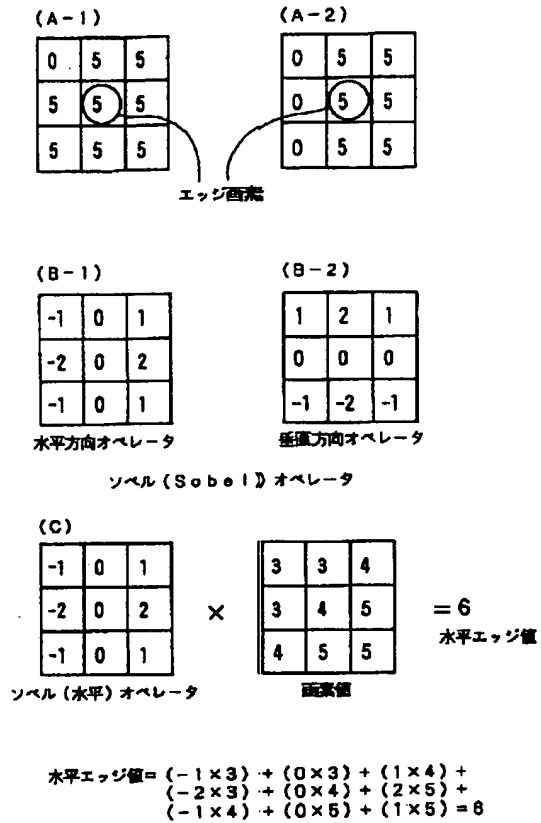 (A-1) (A-2)
0 5 5 0 5 5
5 5 5 0 5 5
5 5 5 0 5 5
エッジ画素
(B-1) (B-2)
-1 0 1 1 2 1
-2 0 2 0 0 0
-1 0 1 -1 -2 -1
水平方向オペレータ 垂直方向オペレータ
ソベル(Sobel)オペレータ
(C)
-1 0 1 3 3 4
-2 0 2 × 3 4 5 =6
-1 0 1 4 5 5
水平エッジ値
ソベル(水平)オペレータ 画素値
水平エッジ値=(-1×3)+(0×3)+(1×4)+
(-2×3)+(0×4)+(2×5)+
(-1×4)+(0×5)+(1×5)=6